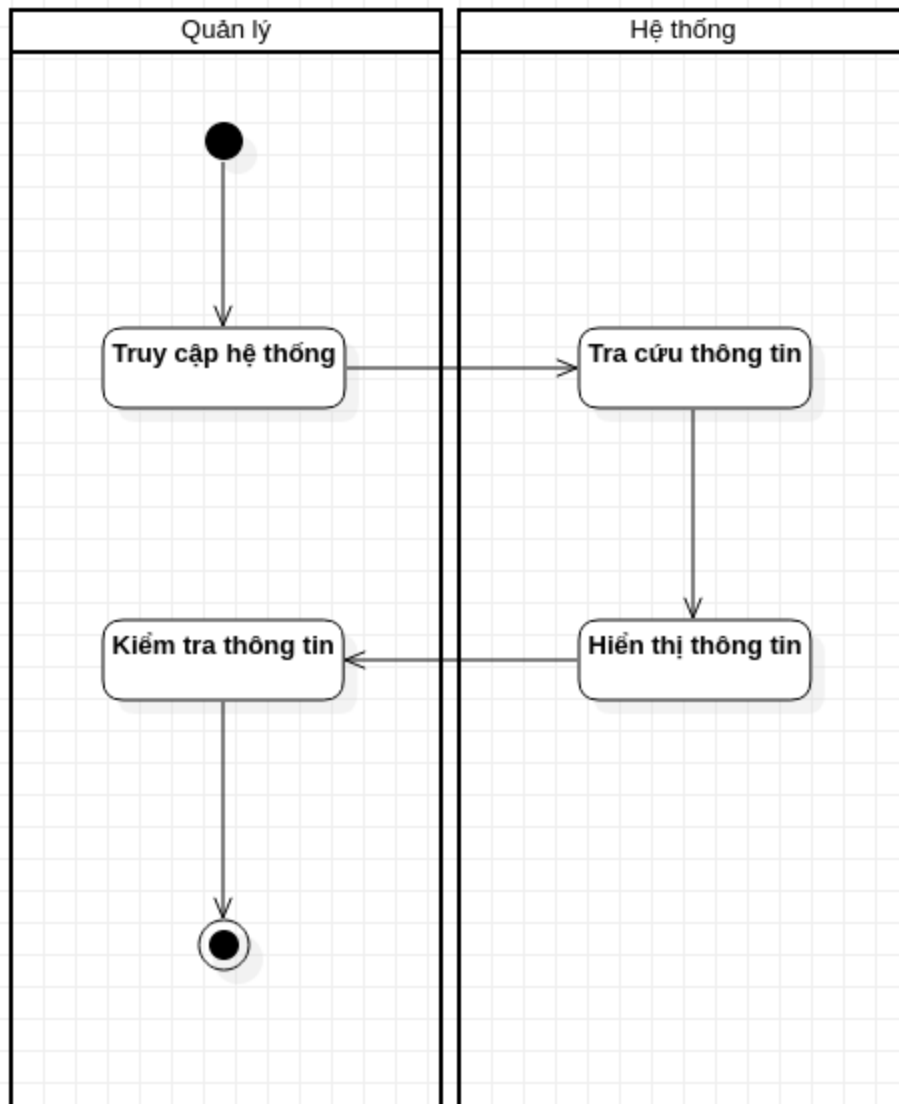 Quản lý
Hệ thống
Truy cập hệ thống
Tra cứu thông tin
Kiểm tra thông tin
Hiển thị thông tin